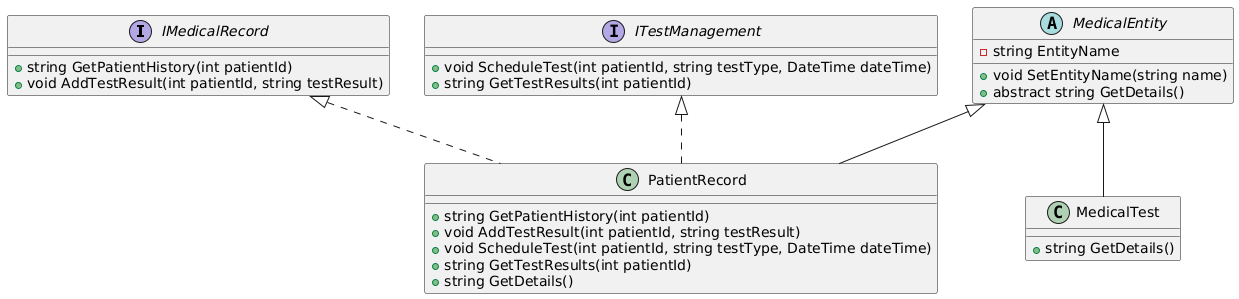 I IMedicalRecord
+ string GetPatientHistory(int patientId)
+ void AddTestResult(int patientId, string testResult)
I ITestManagement
void ScheduleTest(int patientId, string testType, DateTime dateTime)
string GetTestResults(int patientId)
A MedicalEntity
string EntityName
void SetEntityName(string name)
abstract string GetDetails()
C PatientRecord
string GetPatientHistory(int patientId)
void AddTestResult(int patientId, string testResult)
void ScheduleTest(int patientId, string testType, DateTime dateTime)
string GetTestResults(int patientId)
string GetDetails()
C MedicalTest
string GetDetails()